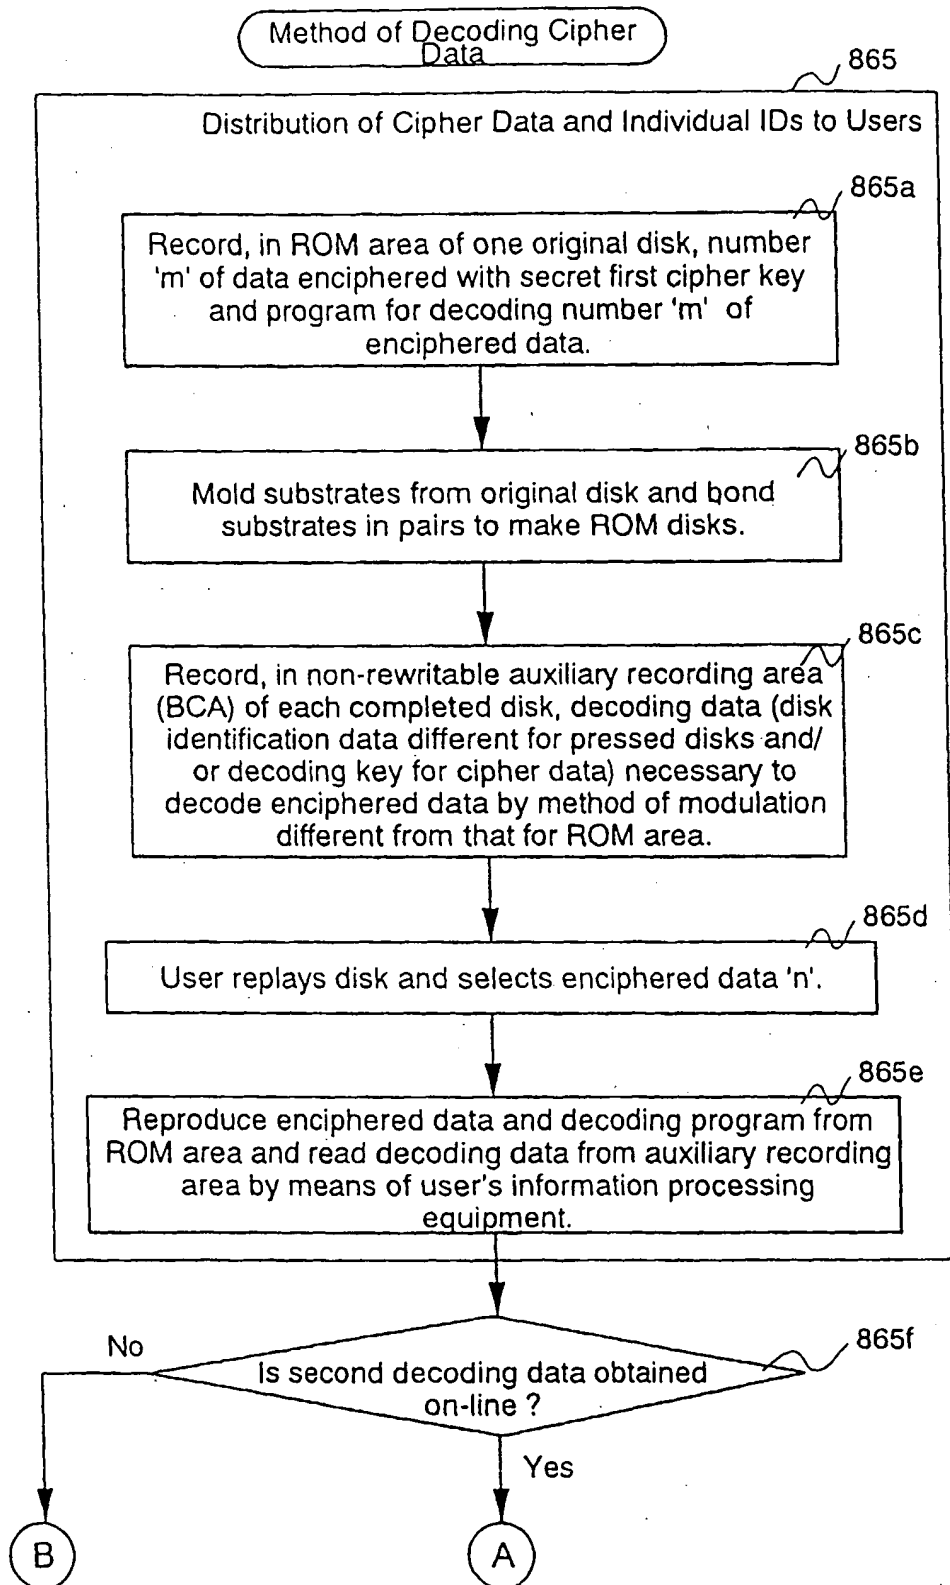 Method of Decoding Cipher
Data
865
Distribution of Cipher Data and Individual IDs to Users
865a
Record, in ROM area of one original disk, number
'm' of data enciphered with secret first cipher key
and program for decoding number 'm' of
enciphered data.
865b
Mold substrates from original disk and bond
substrates in pairs to make ROM disks.
865c
Record, in non-rewritable auxiliary recording area
(BCA) of each completed disk, decoding data (disk
identification data different for pressed disks and/
or decoding key for cipher data) necessary to
decode enciphered data by method of modulation
different from that for ROM area.
865d
User replays disk and selects enciphered data 'n'.
865e
Reproduce enciphered data and decoding program from
ROM area and read decoding data from auxiliary recording
area by means of user's information processing
equipment.
865f
No
Is second decoding data obtained
on-line ?
Yes
B
A